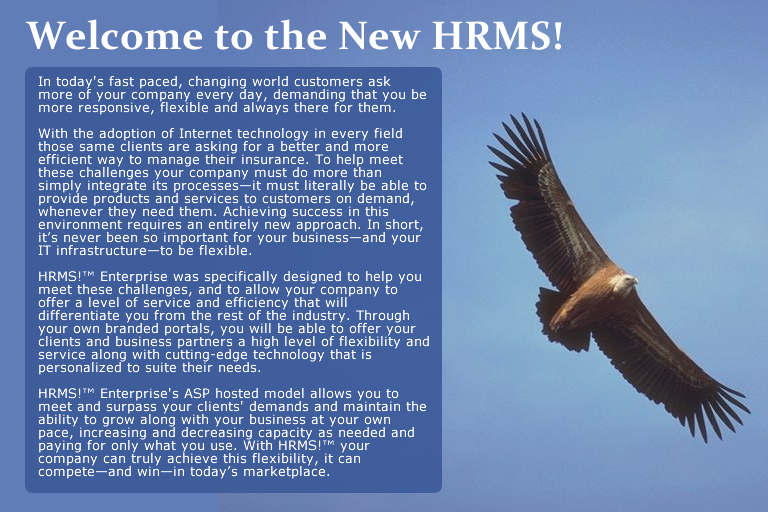 Welcome to the New HRMS!
In today's fast paced, changing world customers ask
more of your company every day, demanding that you be
more responsive, flexible and always there for them.
With the adoption of Internet technology in every field
those same clients are asking for a better and more
efficient way to manage their insurance. To help meet
these challenges your company must do more than
simply integrate its processes—it must literally be able to
provide products and services to customers on demand,
whenever they need them. Achieving success in this
environment requires an entirely new approach. In short,
it’s never been so important for your business—and your
IT infrastructure—to be flexible.
HRMS!™ Enterprise was specifically designed to help you
meet these challenges, and to allow your company to
offer a level of service and efficiency that will
differentiate you from the rest of the industry. Through
your own branded portals, you will be able to offer your
clients and business partners a high level of flexibility and
service along with cutting-edge technology that is
personalized to suite their needs.
HRMS!™ Enterprise's ASP hosted model allows you to
meet and surpass your clients' demands and maintain the
ability to grow along with your business at your own
pace, increasing and decreasing capacity as needed and
paying for only what you use. With HRMS!™ your
company can truly achieve this flexibility, it can
compete—and win—in today’s marketplace.